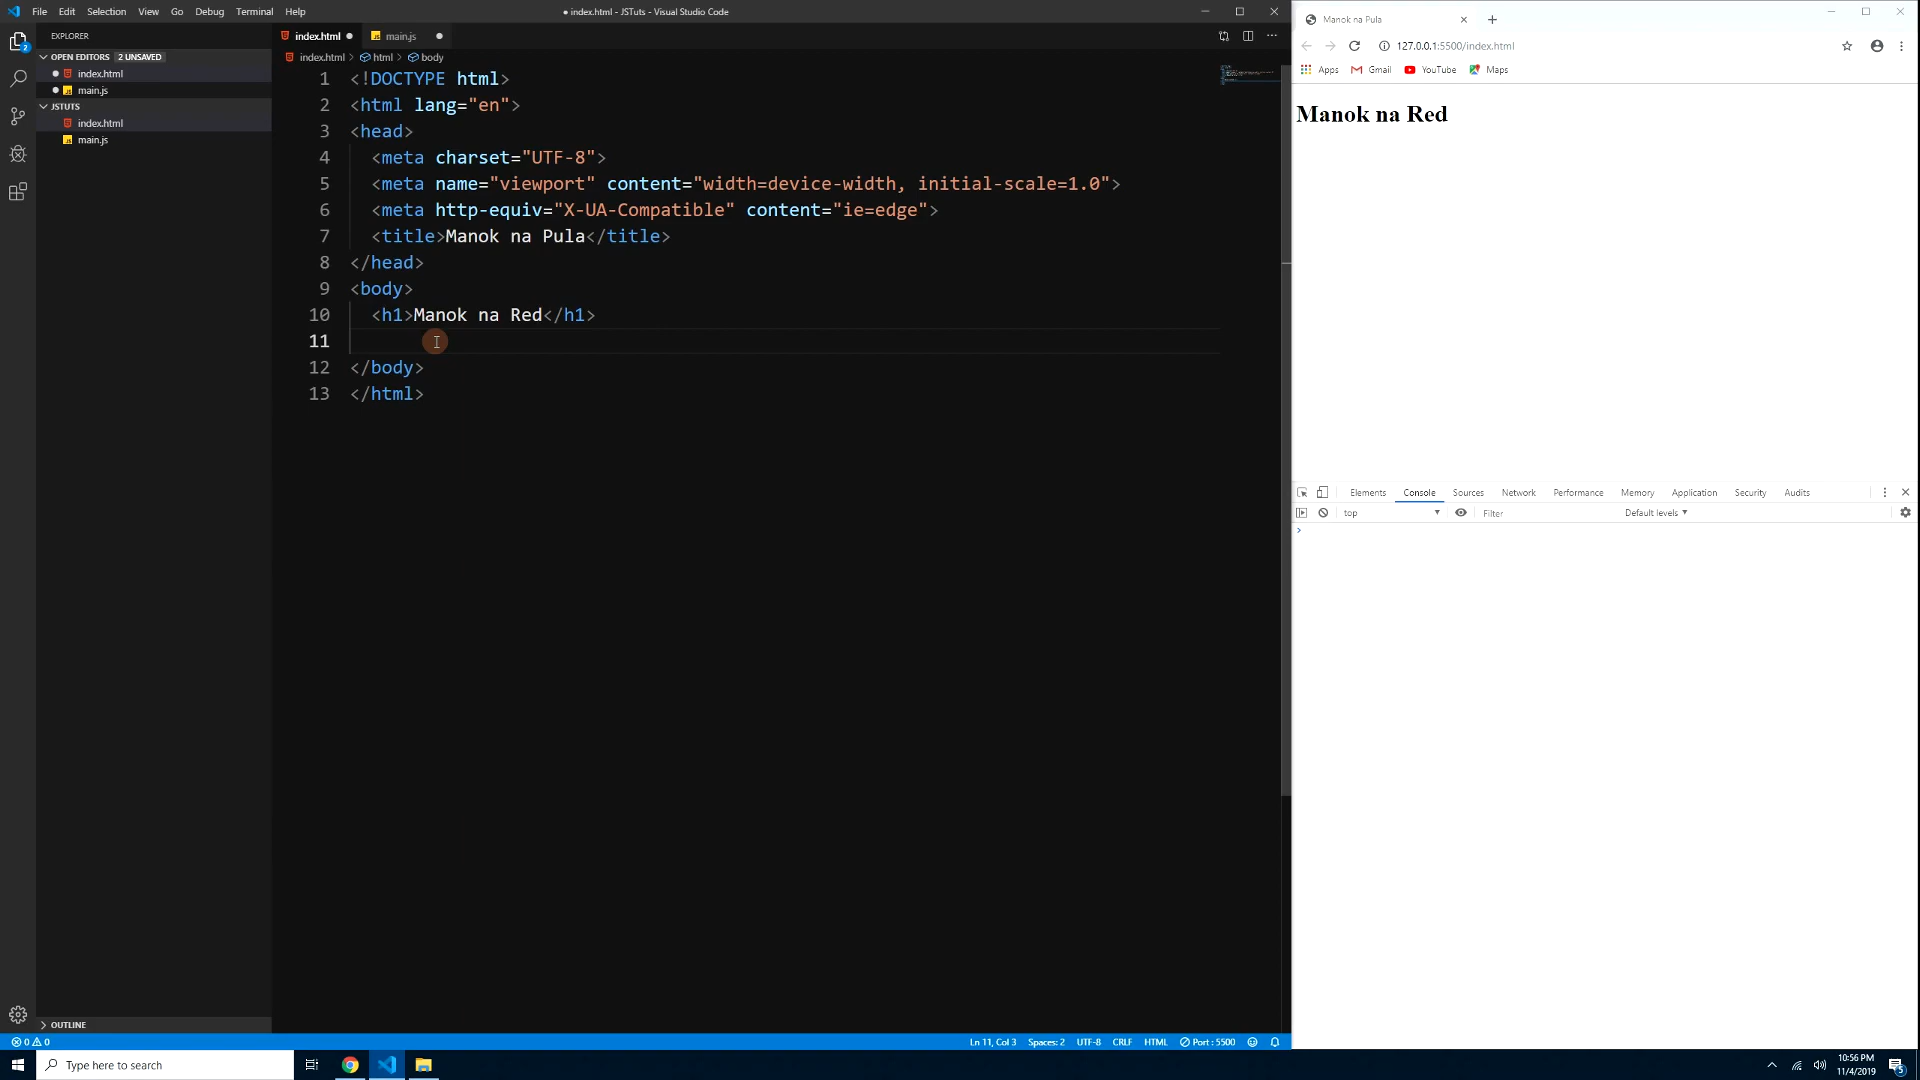 File Edit Selection View Go Debug Terminal Help
● index.html - JSTuts - Visual Studio Code
EXPLORER
OPEN EDITORS 2 UNSAVED
index.html
main.js
JSTUTS
index.html
main.js
OUTLINE
index.html ● main.js ●
index.html > html > body
1 <!DOCTYPE html>
2 <html lang="en">
3 <head>
4 <meta charset="UTF-8">
5 <meta name="viewport" content="width=device-width, initial-scale=1.0">
6 <meta http-equiv="X-UA-Compatible" content="ie=edge">
7 <title>Manok na Pula</title>
8 </head>
9 <body>
10 <h1>Manok na Red</h1>
11
12 </body>
13 </html>
0 0
Ln 11, Col 3 Spaces: 2 UTF-8 CRLF HTML Port : 5500
Manok na Pula
127.0.0.1:5500/index.html
Apps Gmail YouTube Maps
Manok na Red
Elements Console Sources Network Performance Memory Application Security Audits
top Filter Default levels
2
Type here to search
10:56 PM
11/4/2019
5